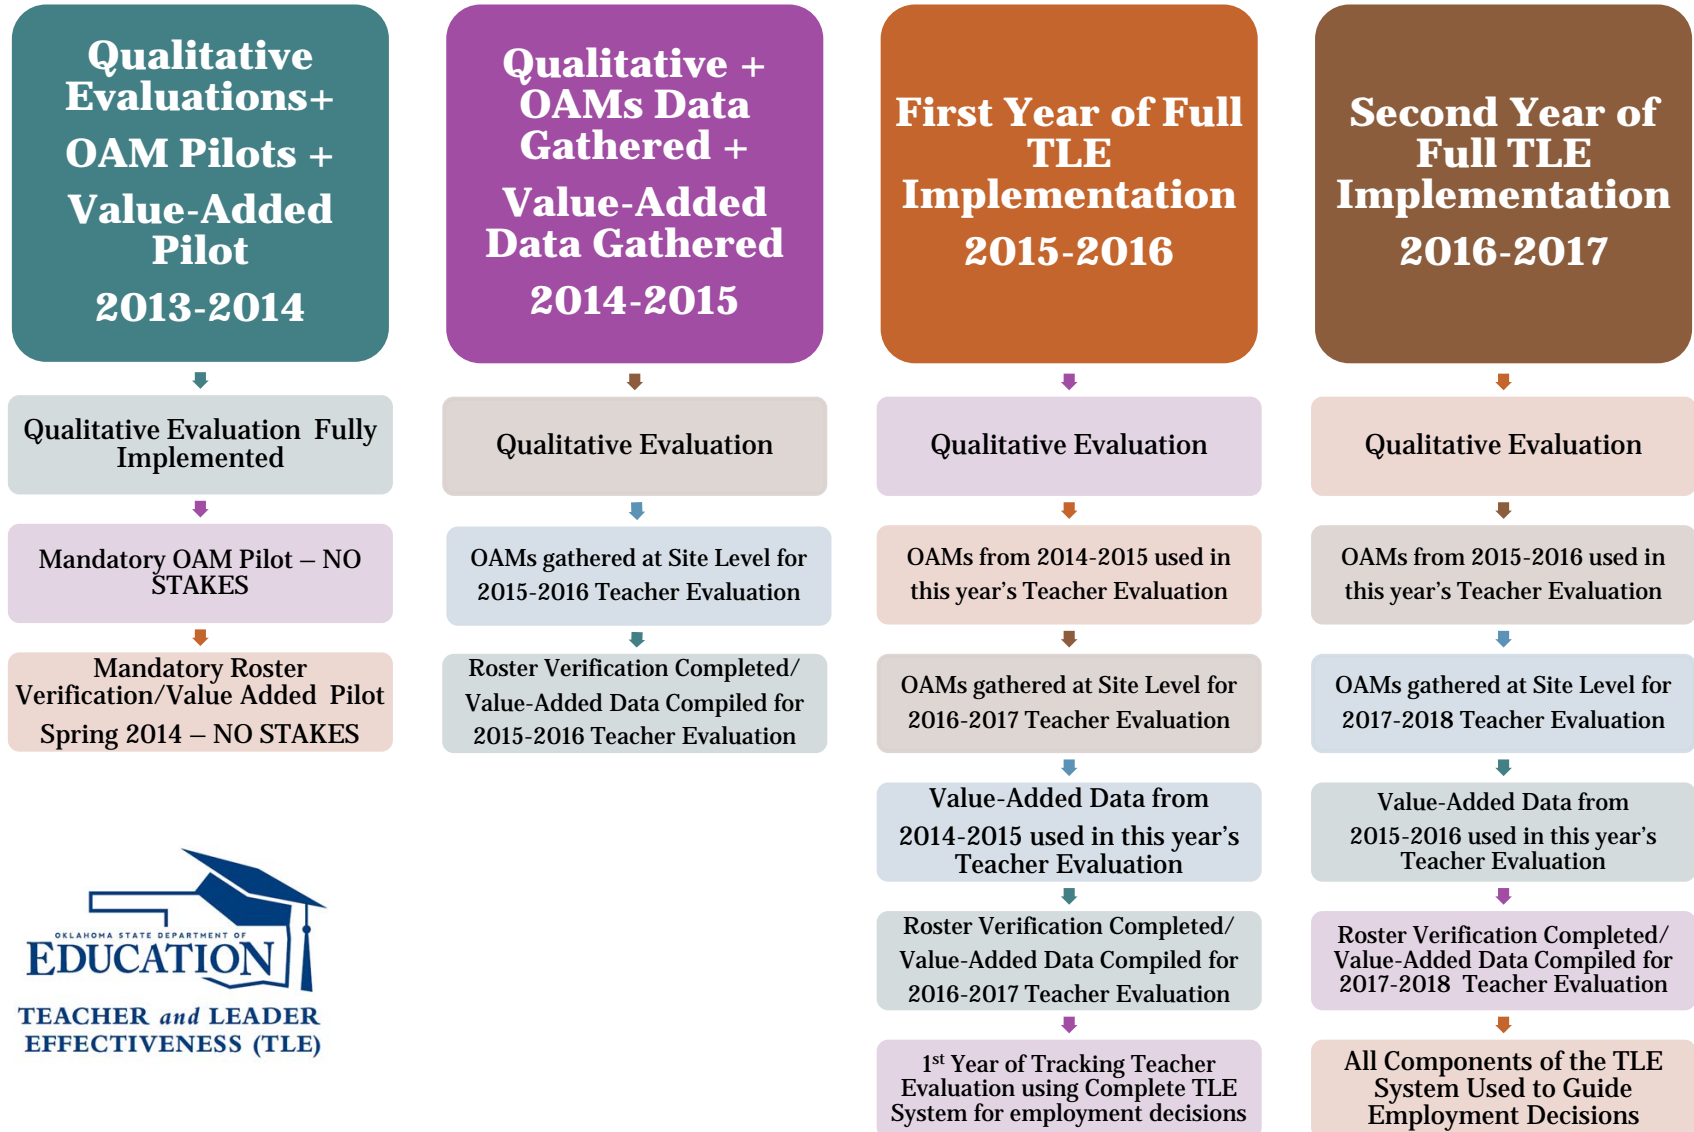 Qualitative
Evaluations+
OAM Pilots +
Value-Added
Pilot
2013-2014
Qualitative Evaluation  Fully
Implemented
Mandatory OAM Pilot – NO
STAKES
Mandatory Roster
Verification/Value Added  Pilot
Spring 2014 – NO STAKES
Qualitative +
OAMs Data
Gathered +
Value-Added
Data Gathered
2014-2015
Qualitative Evaluation
OAMs gathered at Site Level for
2015-2016 Teacher Evaluation
Roster Verification Completed/
Value-Added Data Compiled for
2015-2016 Teacher Evaluation
First Year of Full
TLE
Implementation
2015-2016
Qualitative Evaluation
OAMs from 2014-2015 used in
this year’s Teacher Evaluation
OAMs gathered at Site Level for
2016-2017 Teacher Evaluation
Value-Added Data from
2014-2015 used in this year’s
Teacher Evaluation
Roster Verification Completed/
Value-Added Data Compiled for
2016-2017 Teacher Evaluation
1st Year of Tracking Teacher
Evaluation using Complete TLE
System for employment decisions
Second Year of
Full TLE
Implementation
2016-2017
Qualitative Evaluation
OAMs from 2015-2016 used in
this year’s Teacher Evaluation
OAMs gathered at Site Level for
2017-2018 Teacher Evaluation
Value-Added Data from
2015-2016 used in this year’s
Teacher Evaluation
Roster Verification Completed/
Value-Added Data Compiled for
2017-2018  Teacher Evaluation
All Components of the TLE
System Used to Guide
Employment Decisions
OKLAHOMA STATE DEPARTMENT OF
EDUCATION
TEACHER and LEADER
EFFECTIVENESS (TLE)